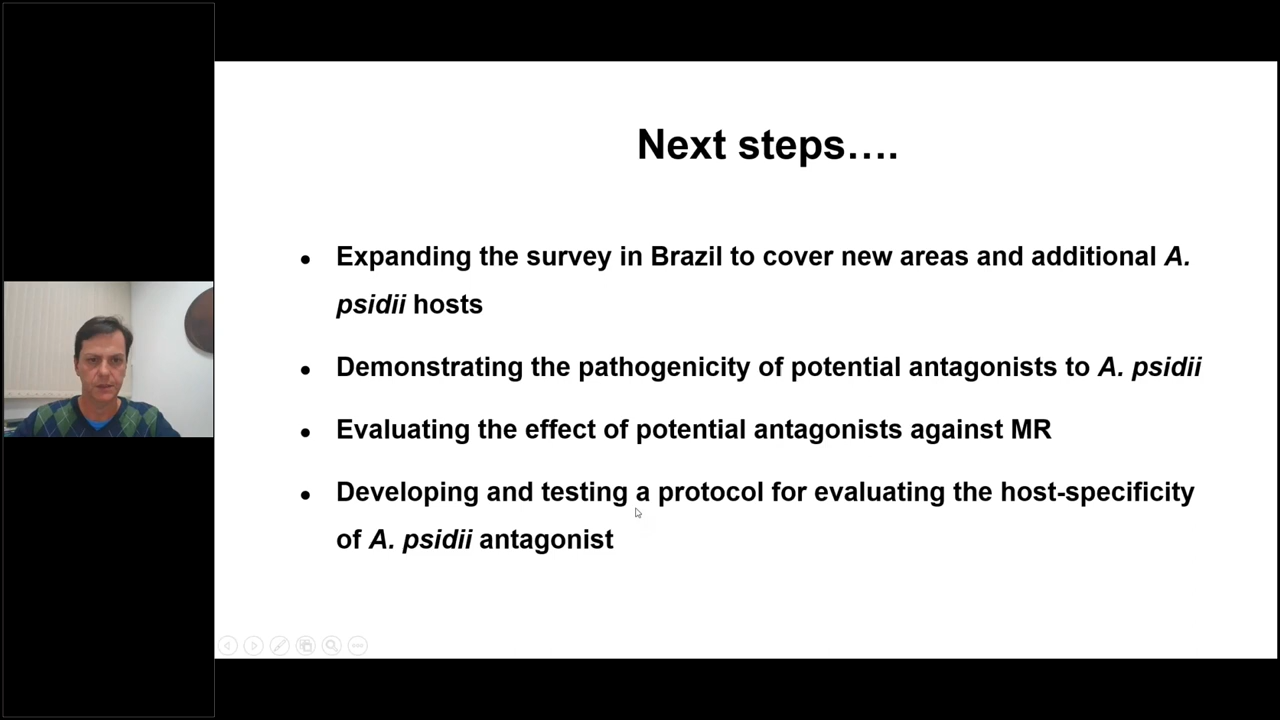 Next steps….
• Expanding the survey in Brazil to cover new areas and additional A.
psidii hosts
• Demonstrating the pathogenicity of potential antagonists to A. psidii
• Evaluating the effect of potential antagonists against MR
• Developing and testing a protocol for evaluating the host-specificity
of A. psidii antagonist